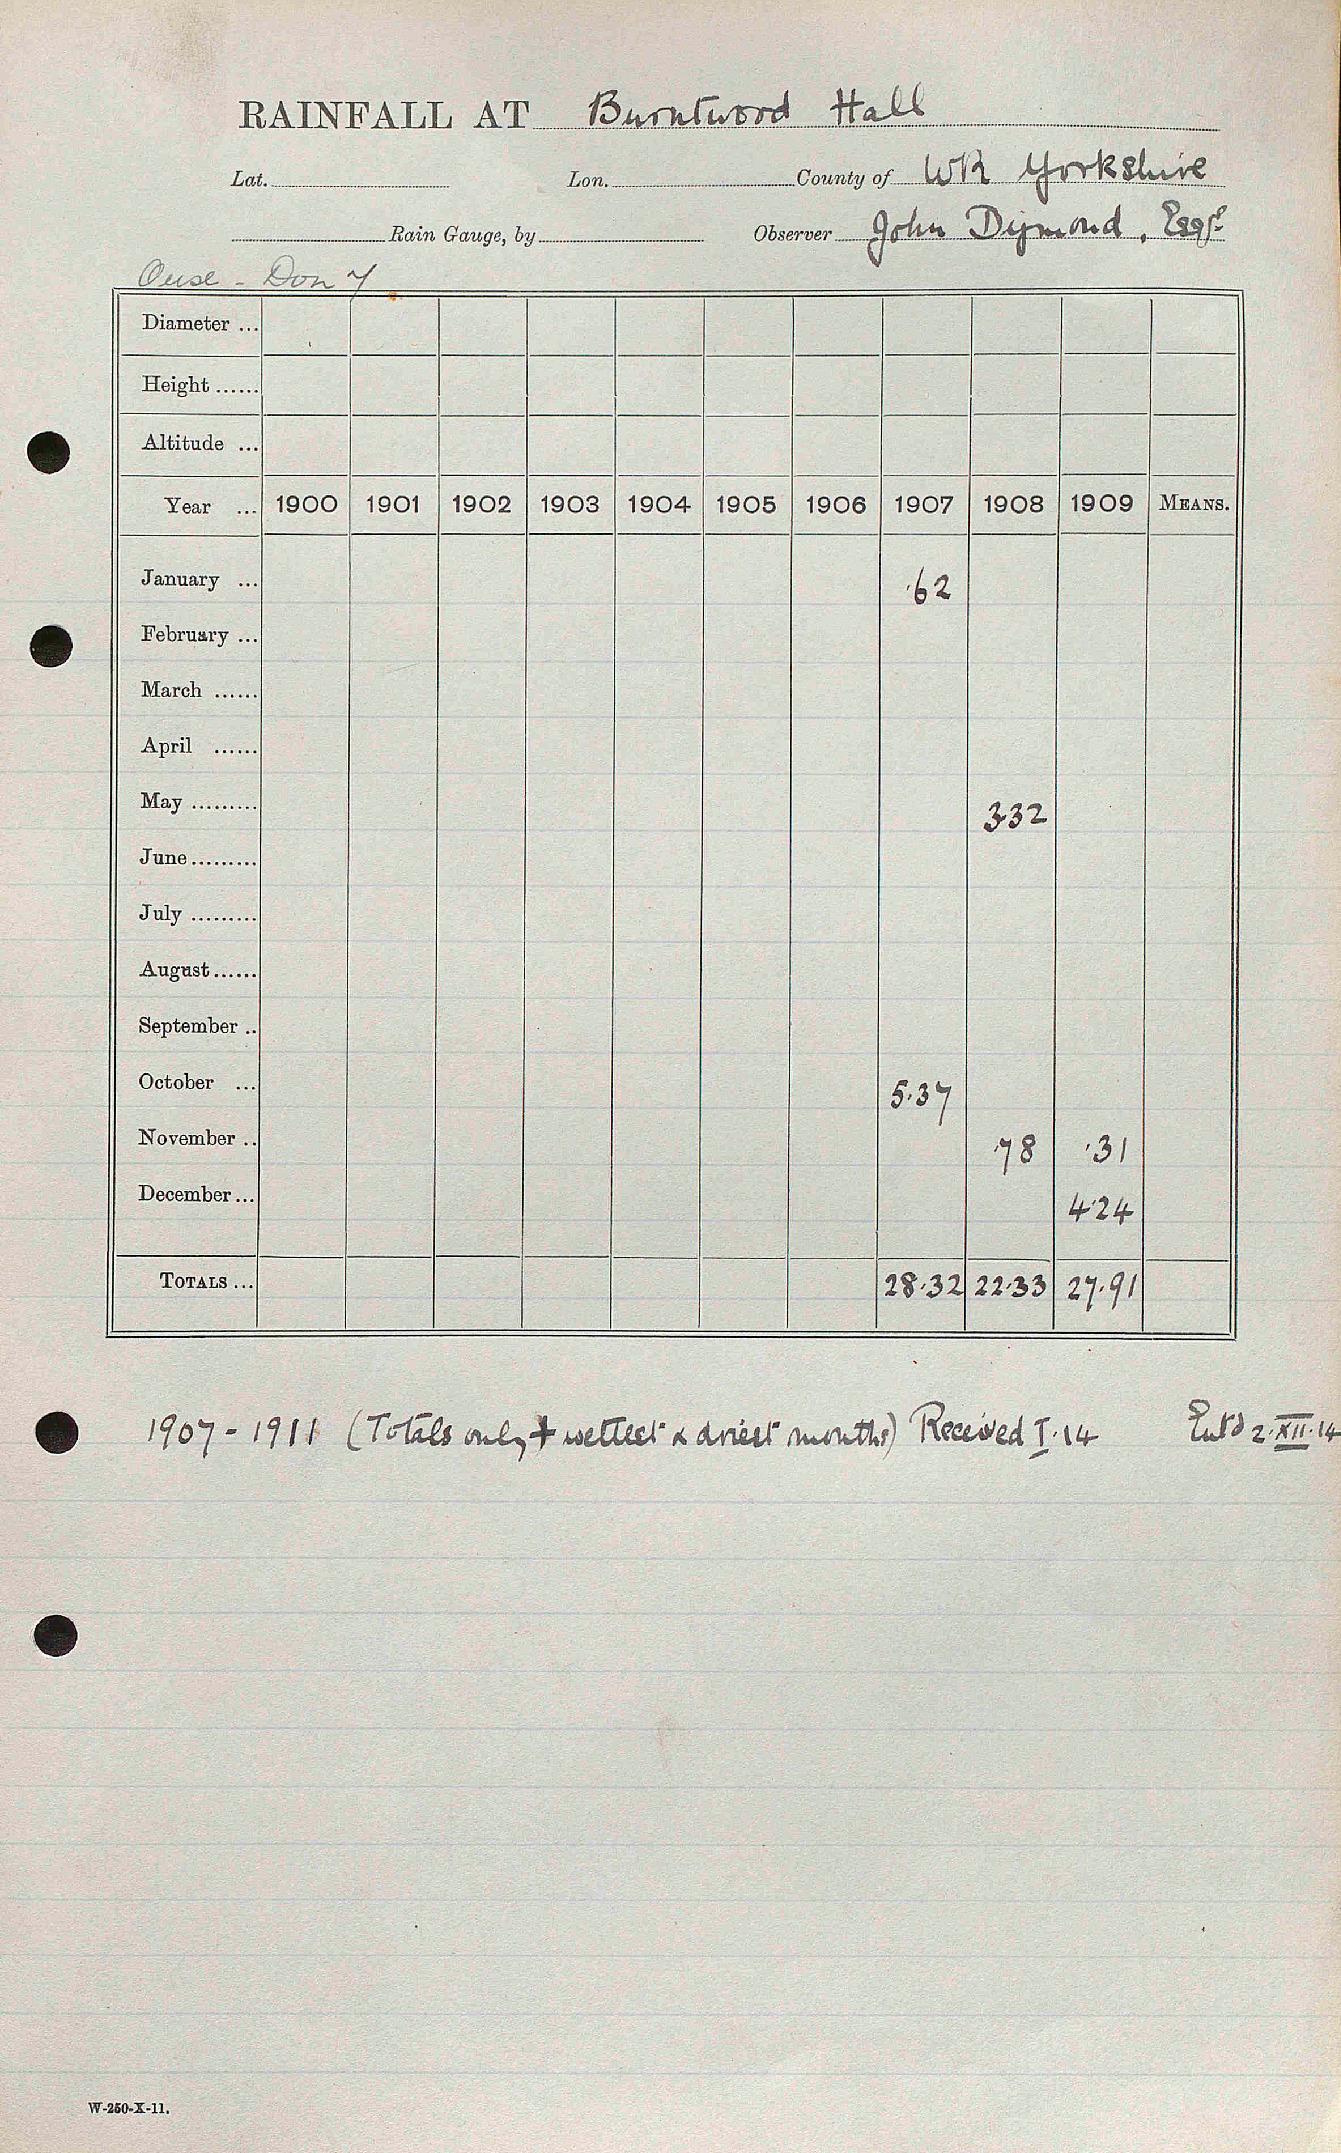 RAINFALL AT Burntwood Hall
Lat. Lon. County of WR Yorkshire
Rain Gauge, by Observer John Dymond, Esqre
Ouse - Don 7
Diameter ...
Height ......
Altitude ...
Year ... 1900 1901 1902 1903 1904 1905 1906 1907 1908 1909 MEANS.
January ... ·62
February ...
March ......
April ......
May ......... 3·32
June .........
July .........
August ......
September ..
October ... 5·37
November .. ·78 ·31
December ... 4·24
TOTALS ... 28·32 22·33 27·91
1907 - 1911 (Totals only + wettest & driest months) Received I·14 Entd 2·XII·14
W-250-X-11.